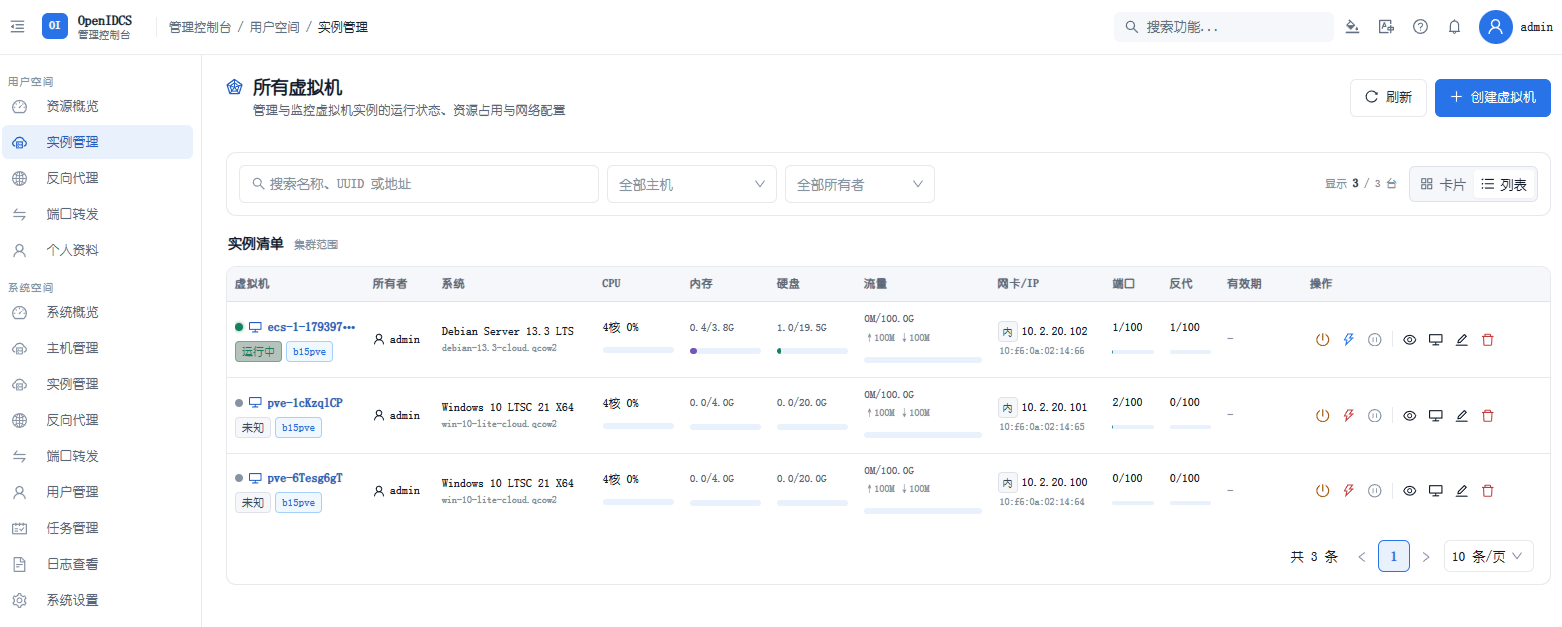 OI OpenIDCS 管理控制台 管理控制台 / 用户空间 / 实例管理 搜索功能... admin
用户空间
资源概览
实例管理
反向代理
端口转发
个人资料
系统空间
系统概览
主机管理
实例管理
反向代理
端口转发
用户管理
任务管理
日志查看
系统设置
所有虚拟机
管理与监控虚拟机实例的运行状态、资源占用与网络配置
刷新 创建虚拟机
搜索名称、UUID 或地址 全部主机 全部所有者 显示 3 / 3 台 卡片 列表
实例清单 集群范围
虚拟机 所有者 系统 CPU 内存 硬盘 流量 网卡/IP 端口 反代 有效期 操作
ecs-1-179397••• admin Debian Server 13.3 LTS 4核 0% 0.4/3.8G 1.0/19.5G 0M/100.0G 内 10.2.20.102 1/100 1/100 –
运行中 b15pve debian-13.3-cloud.qcow2 ↑100M ↓100M 10:f6:0a:02:14:66
pve-1cKzqlCP admin Windows 10 LTSC 21 X64 4核 0% 0.0/4.0G 0.0/20.0G 0M/100.0G 内 10.2.20.101 2/100 0/100 –
未知 b15pve win-10-lite-cloud.qcow2 ↑100M ↓100M 10:f6:0a:02:14:65
pve-6Tesg6gT admin Windows 10 LTSC 21 X64 4核 0% 0.0/4.0G 0.0/20.0G 0M/100.0G 内 10.2.20.100 0/100 0/100 –
未知 b15pve win-10-lite-cloud.qcow2 ↑100M ↓100M 10:f6:0a:02:14:64
共 3 条 < 1 > 10 条/页